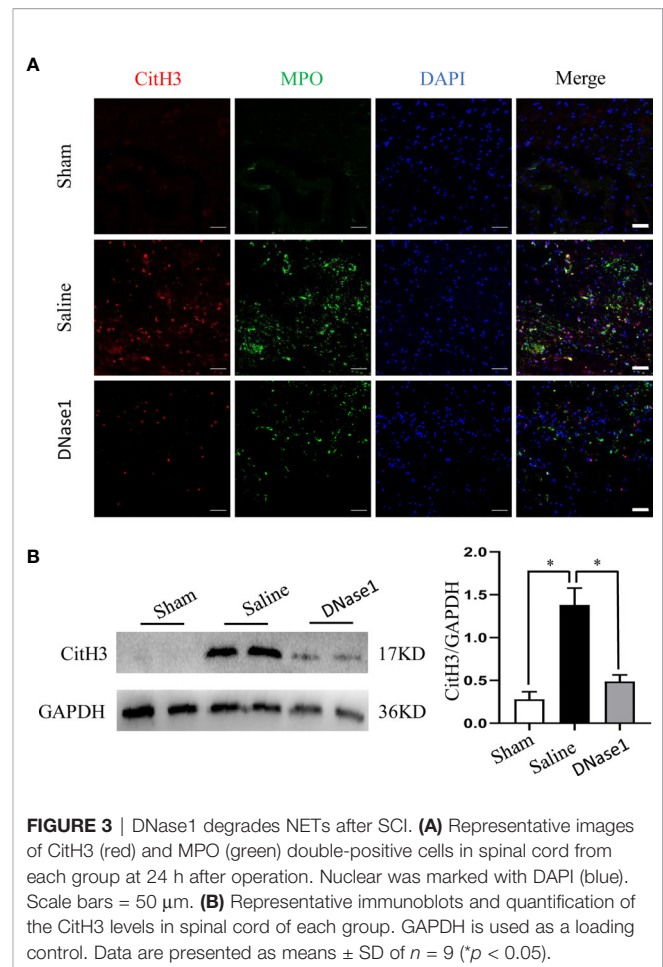 A
CitH3 MPO DAPI Merge
Sham
Saline
DNase1
B
Sham Saline DNase1
CitH3 17KD
GAPDH 36KD
CitH3/GAPDH
2.0
1.5
1.0
0.5
0.0
* *
Sham Saline DNase1
FIGURE 3 | DNase1 degrades NETs after SCI. (A) Representative images
of CitH3 (red) and MPO (green) double-positive cells in spinal cord from
each group at 24 h after operation. Nuclear was marked with DAPI (blue).
Scale bars = 50 μm. (B) Representative immunoblots and quantification of
the CitH3 levels in spinal cord of each group. GAPDH is used as a loading
control. Data are presented as means ± SD of n = 9 (*p < 0.05).